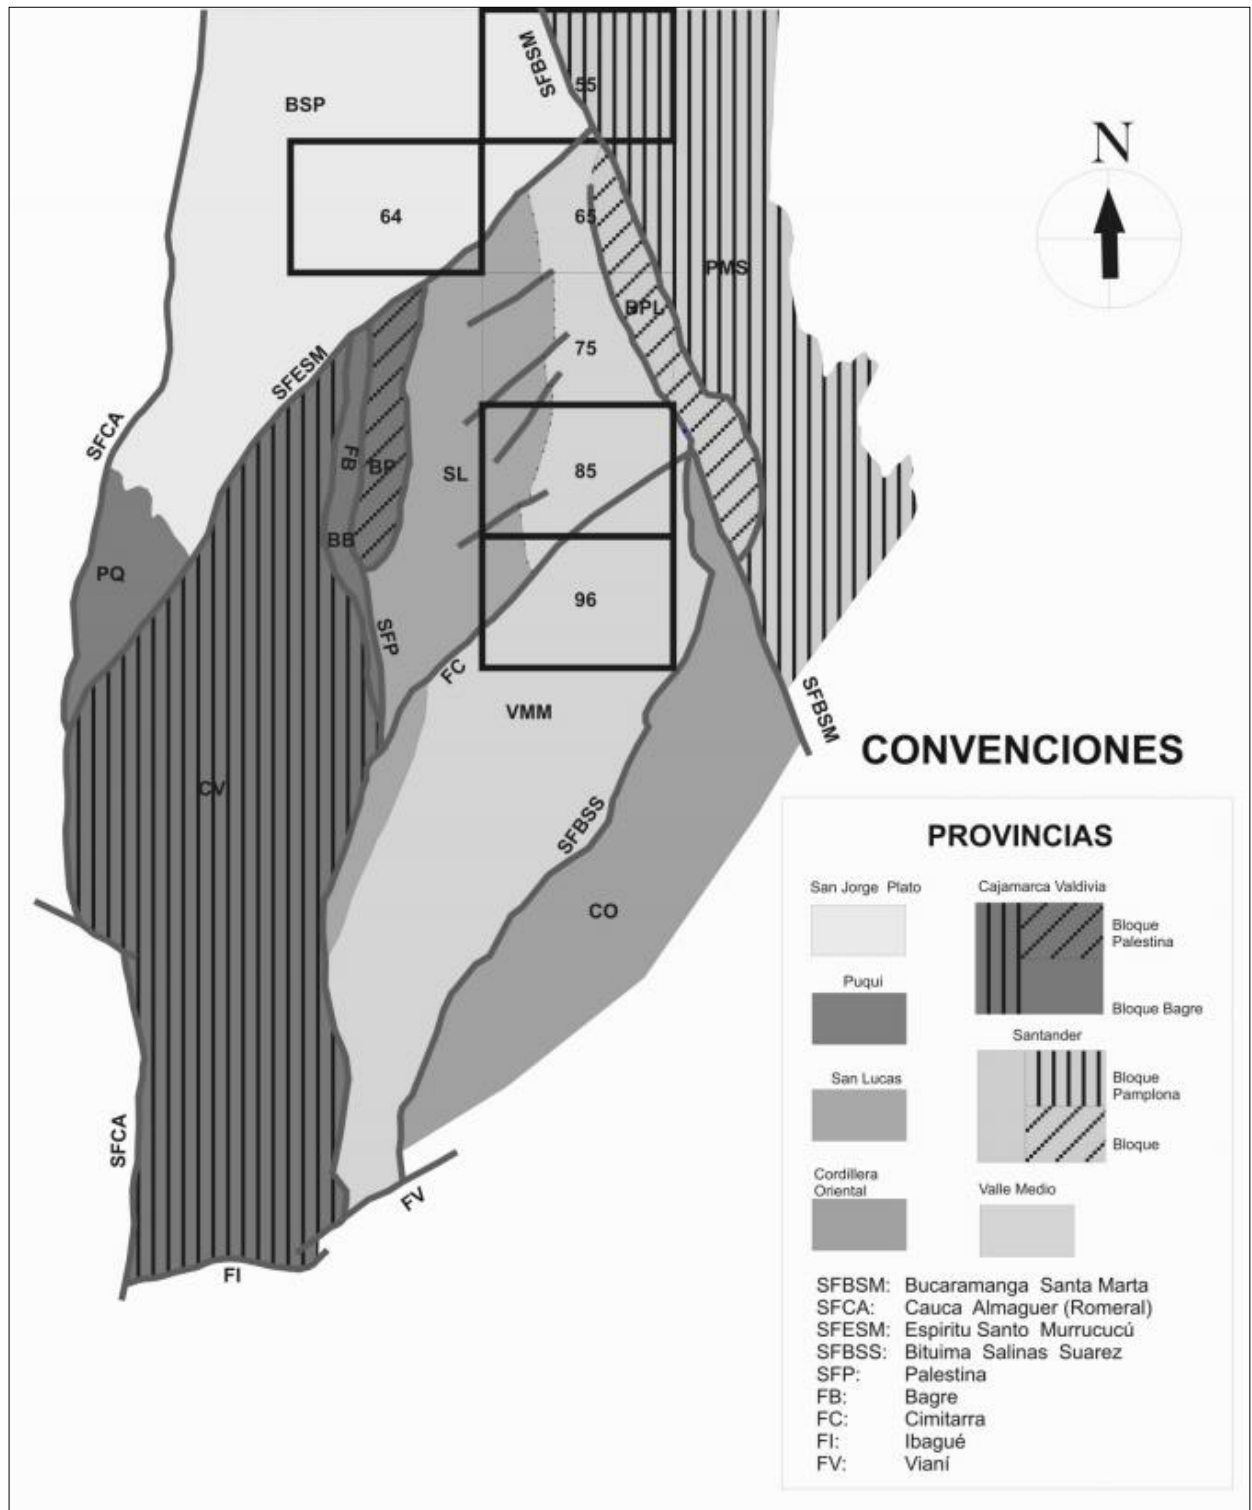 SFBSM
55
BSP
N
64
65
PMS
BPL
75
SFESM
SFCA
FB
BP
SL
85
BB
PQ
96
SFP
FC
VMM
SFBSM
CV
SFBSS
CO
SFCA
FV
FI
CONVENCIONES
PROVINCIAS
San Jorge Plato
Cajamarca Valdivia
Bloque
Palestina
Puqui
Bloque Bagre
Santander
San Lucas
Bloque
Pamplona
Bloque
Cordillera
Oriental
Valle Medio
SFBSM: Bucaramanga Santa Marta
SFCA: Cauca Almaguer (Romeral)
SFESM: Espiritu Santo Murrucucú
SFBSS: Bituima Salinas Suarez
SFP: Palestina
FB: Bagre
FC: Cimitarra
FI: Ibagué
FV: Vianí